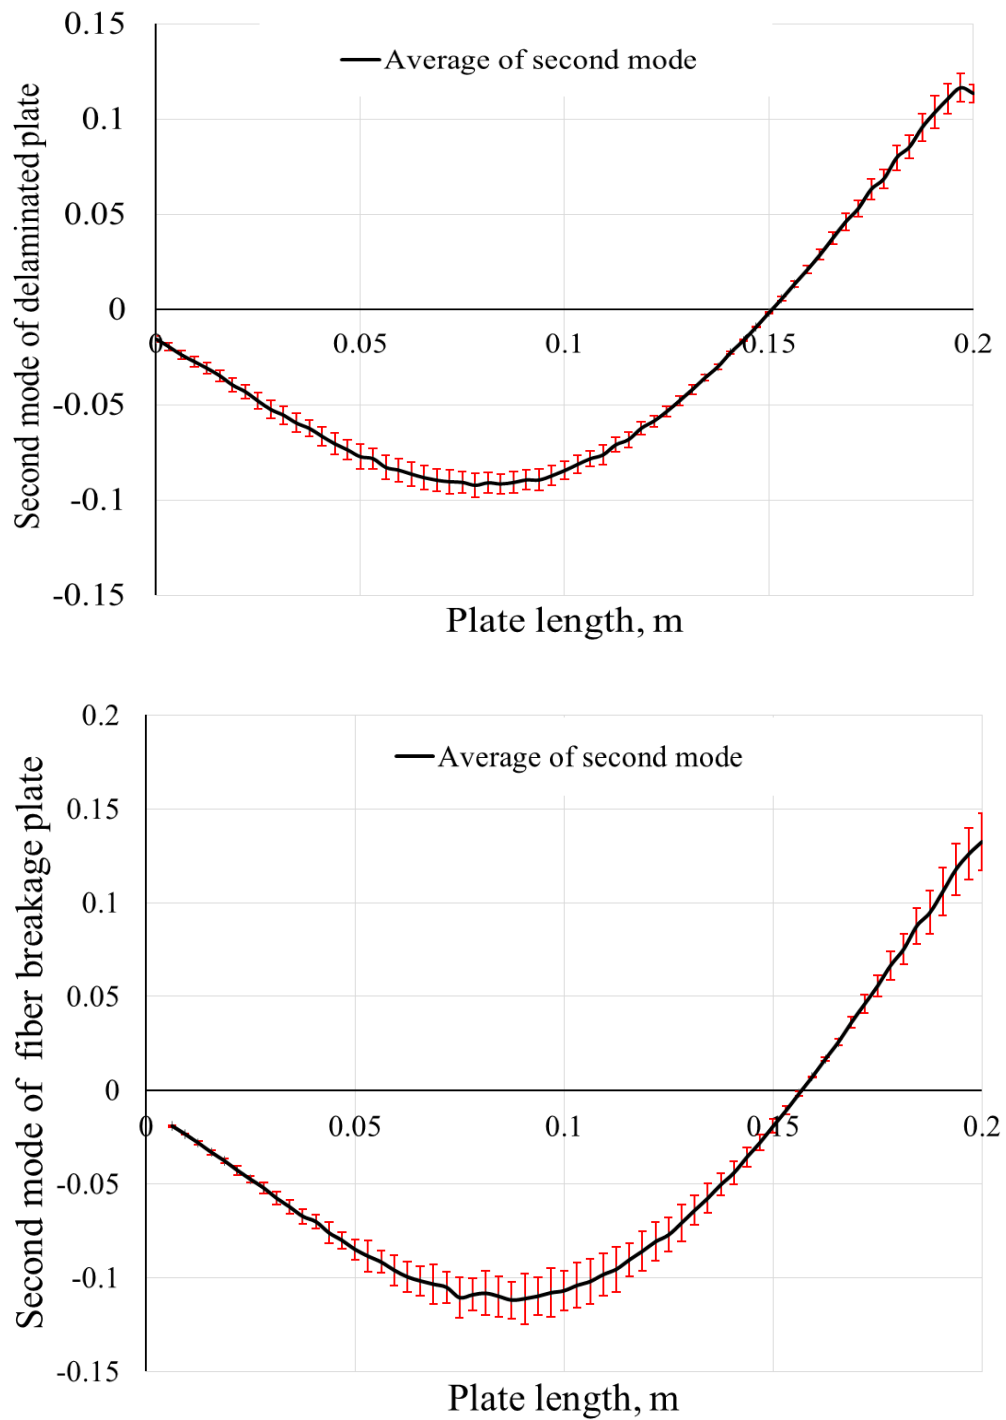 0.15
Average of second mode
0.1
0.05
0
-0.05
-0.1
-0.15
Second mode of delaminated plate
0 0.05 0.1 0.15 0.2
Plate length, m
0.2
Average of second mode
0.15
0.1
0.05
0
-0.05
-0.1
-0.15
Second mode of fiber breakage plate
0 0.05 0.1 0.15 0.2
Plate length, m